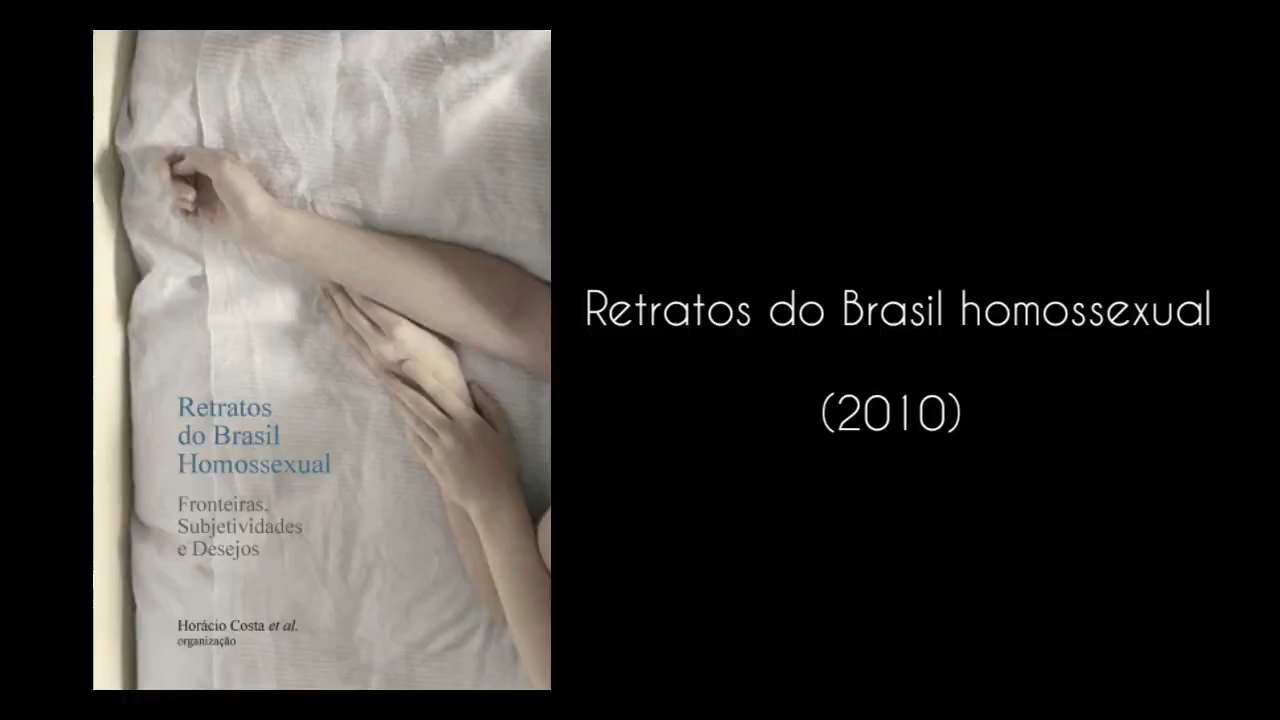 Retratos
do Brasil
Homossexual
Fronteiras,
Subjetividades
e Desejos
Horácio Costa et al.
organização
Retratos do Brasil homossexual
(2010)